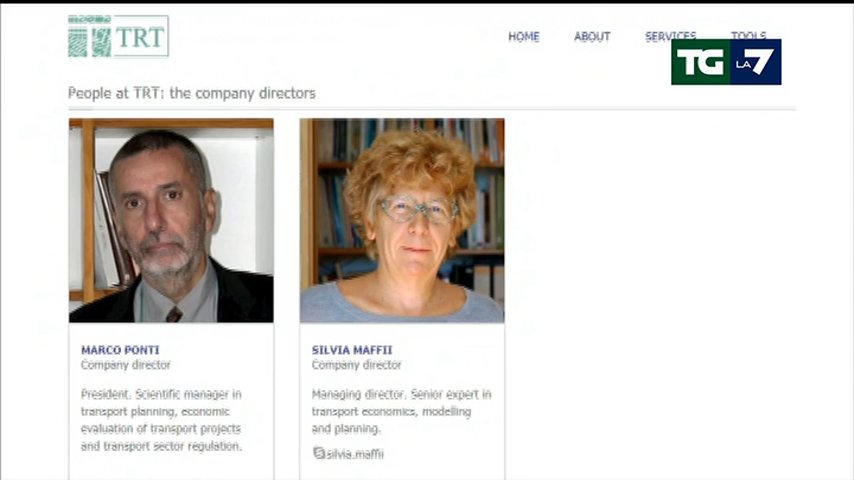 TRT
HOME ABOUT SERVICES TOOLS
TG LA 7
People at TRT: the company directors
MARCO PONTI
Company director
President. Scientific manager in
transport planning, economic
evaluation of transport projects
and transport sector regulation.
SILVIA MAFFII
Company director
Managing director. Senior expert in
transport economics, modelling
and planning.
silvia.maffii